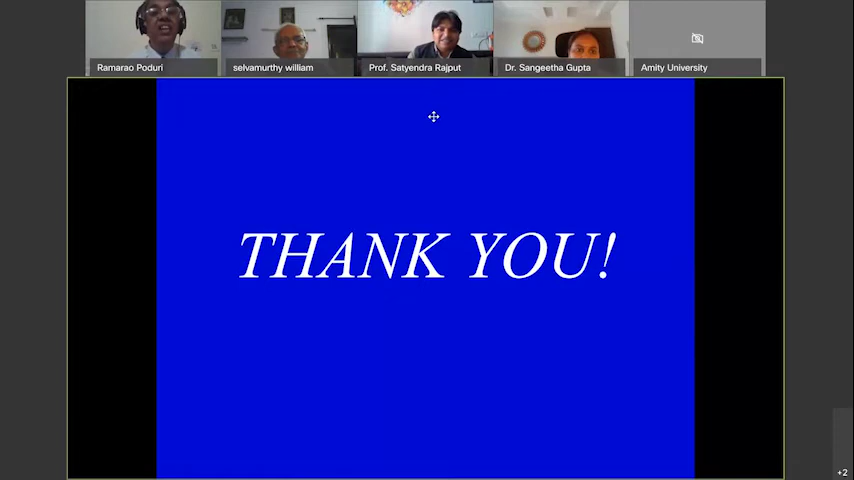 Ramarao Poduri
selvamurthy william
Prof. Satyendra Rajput
Dr. Sangeetha Gupta
Amity University
THANK YOU!
+2